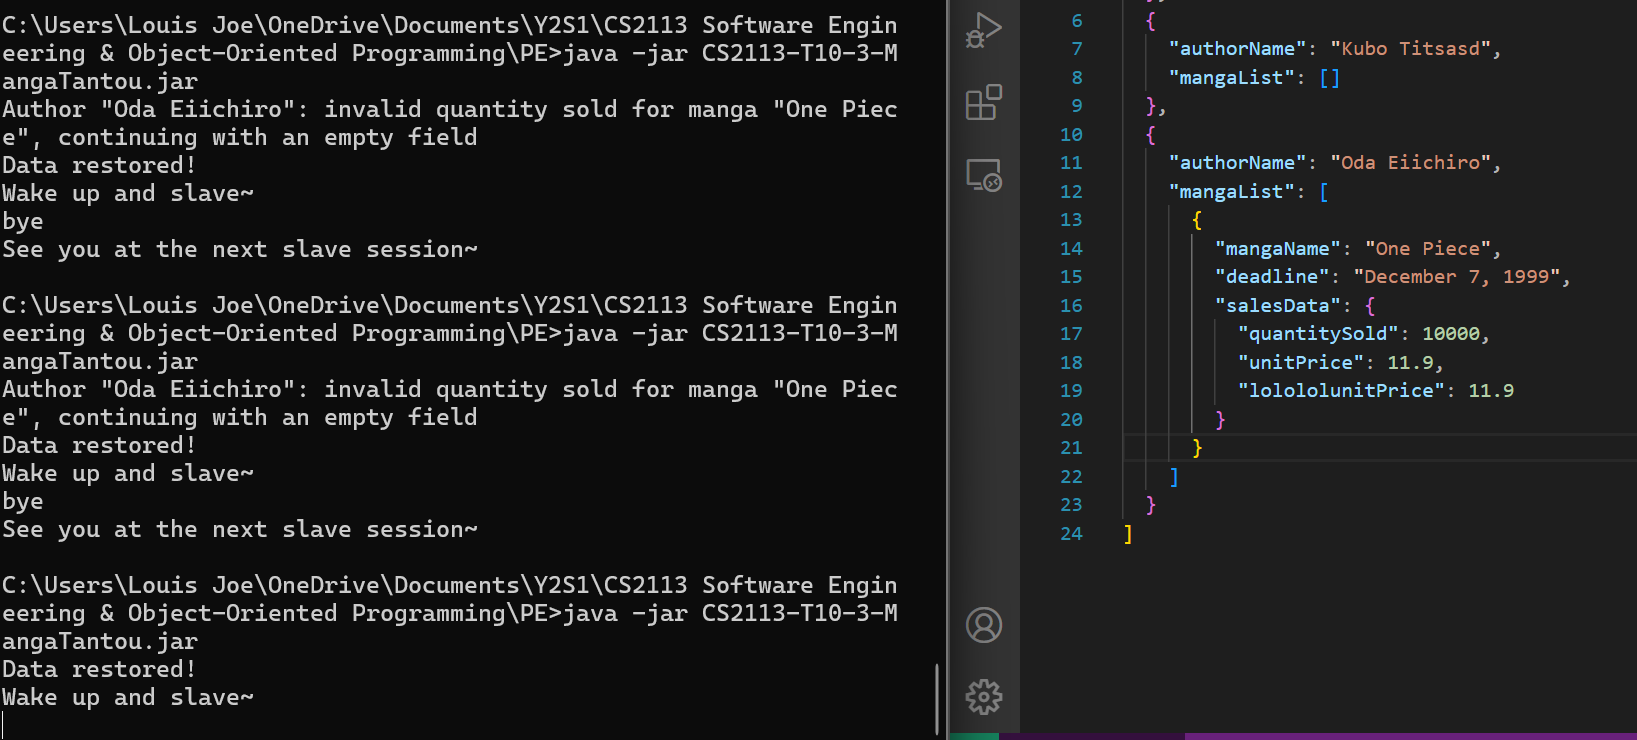 C:\Users\Louis Joe\OneDrive\Documents\Y2S1\CS2113 Software Engin
eering & Object-Oriented Programming\PE>java -jar CS2113-T10-3-M
angaTantou.jar
Author "Oda Eiichiro": invalid quantity sold for manga "One Piec
e", continuing with an empty field
Data restored!
Wake up and slave~
bye
See you at the next slave session~
C:\Users\Louis Joe\OneDrive\Documents\Y2S1\CS2113 Software Engin
eering & Object-Oriented Programming\PE>java -jar CS2113-T10-3-M
angaTantou.jar
Author "Oda Eiichiro": invalid quantity sold for manga "One Piec
e", continuing with an empty field
Data restored!
Wake up and slave~
bye
See you at the next slave session~
C:\Users\Louis Joe\OneDrive\Documents\Y2S1\CS2113 Software Engin
eering & Object-Oriented Programming\PE>java -jar CS2113-T10-3-M
angaTantou.jar
Data restored!
Wake up and slave~
6 {
7 "authorName": "Kubo Titsasd",
8 "mangaList": []
9 },
10 {
11 "authorName": "Oda Eiichiro",
12 "mangaList": [
13 {
14 "mangaName": "One Piece",
15 "deadline": "December 7, 1999",
16 "salesData": {
17 "quantitySold": 10000,
18 "unitPrice": 11.9,
19 "lolololunitPrice": 11.9
20 }
21 }
22 ]
23 }
24 ]